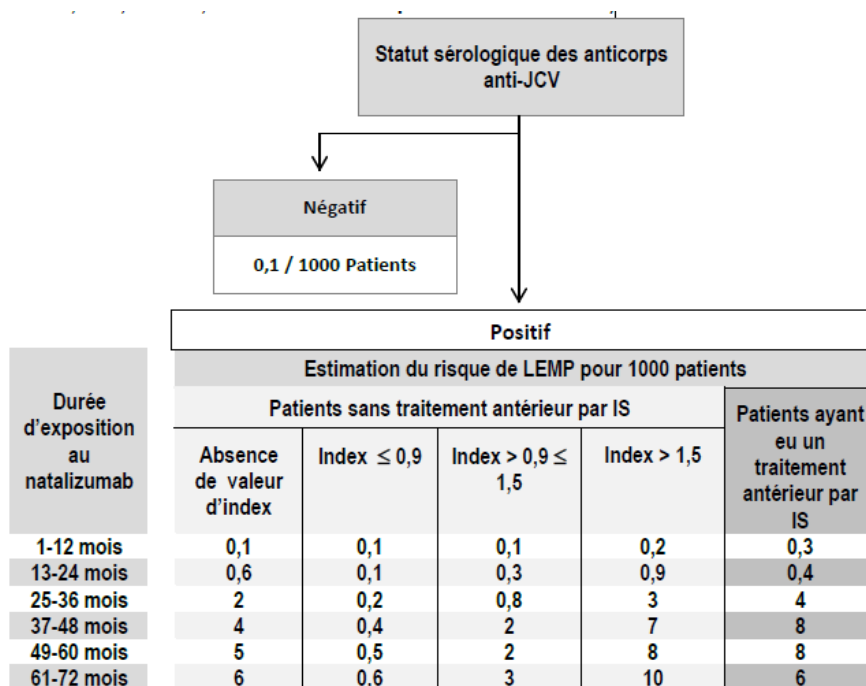 Statut sérologique des anticorps
anti-JCV
Négatif
0,1 / 1000 Patients
Positif
Estimation du risque de LEMP pour 1000 patients
Durée
d'exposition
au
natalizumab
Patients sans traitement antérieur par IS
Patients ayant
eu un
traitement
antérieur par
IS
Absence
de valeur
d'index
Index ≤ 0,9
Index > 0,9 ≤
1,5
Index > 1,5
1-12 mois 0,1 0,1 0,1 0,2 0,3
13-24 mois 0,6 0,1 0,3 0,9 0,4
25-36 mois 2 0,2 0,8 3 4
37-48 mois 4 0,4 2 7 8
49-60 mois 5 0,5 2 8 8
61-72 mois 6 0,6 3 10 6